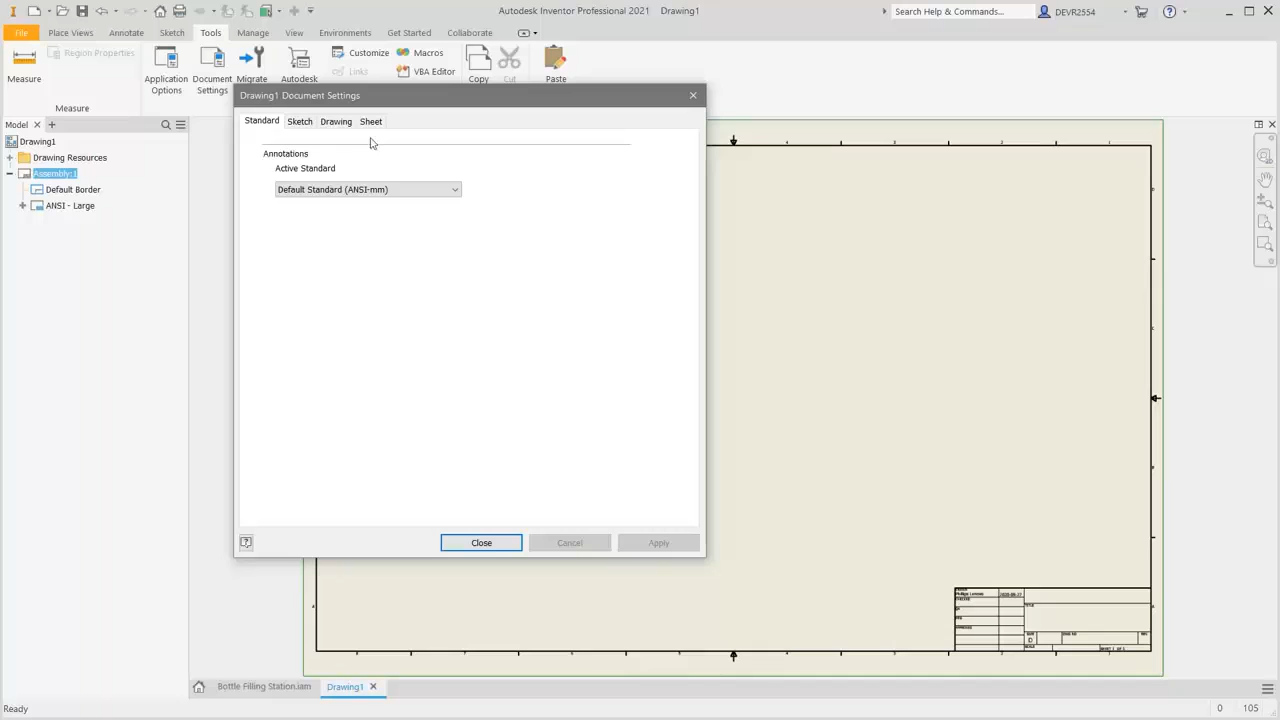 Autodesk Inventor Professional 2021 Drawing1
Search Help & Commands...
DEVR2554
File Place Views Annotate Sketch Tools Manage View Environments Get Started Collaborate
Measure
Region Properties
Application Options
Document Settings
Migrate
Autodesk
Customize
Links
Macros
VBA Editor
Copy
Cut
Paste
Measure
Drawing1 Document Settings
Standard Sketch Drawing Sheet
Annotations
Active Standard
Default Standard (ANSI-mm)
Close Cancel Apply
Model
Drawing1
Drawing Resources
Assembly:1
Default Border
ANSI - Large
Bottle Filling Station.iam
Drawing1
Ready
0 105